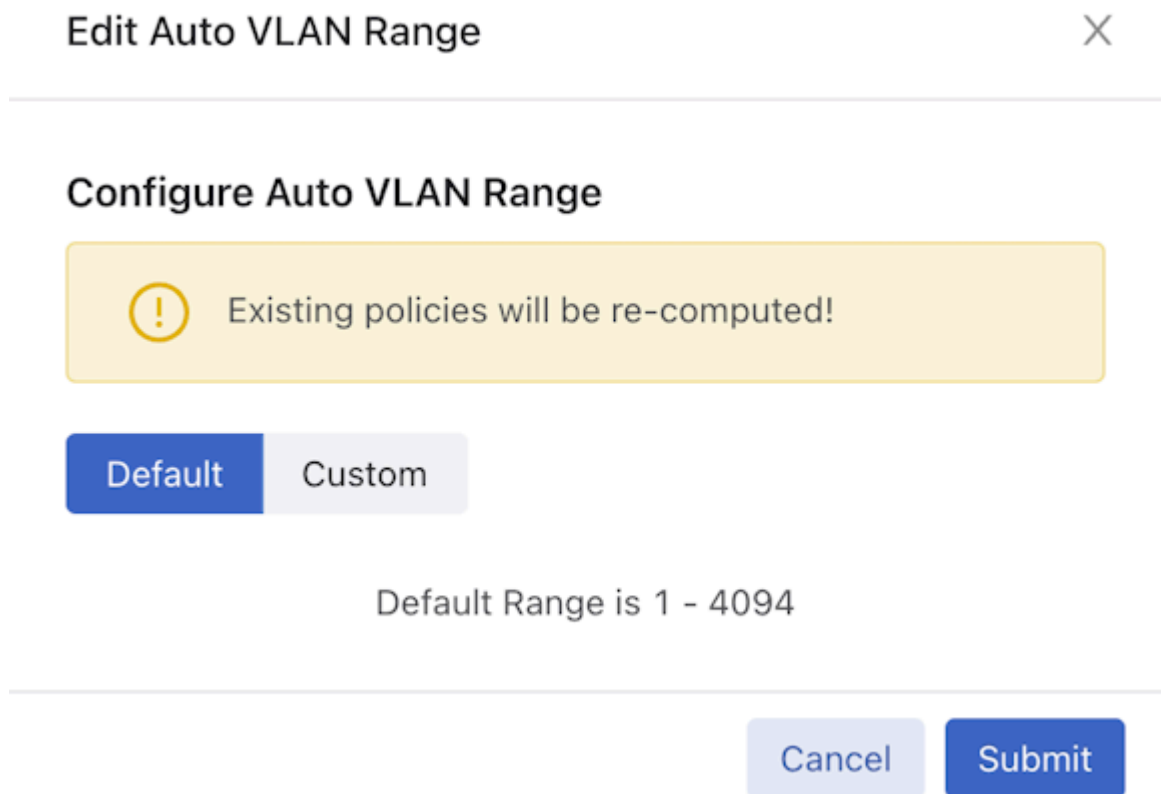 Edit Auto VLAN Range
Configure Auto VLAN Range
Existing policies will be re-computed!
Default Custom
Default Range is 1 - 4094
Cancel Submit